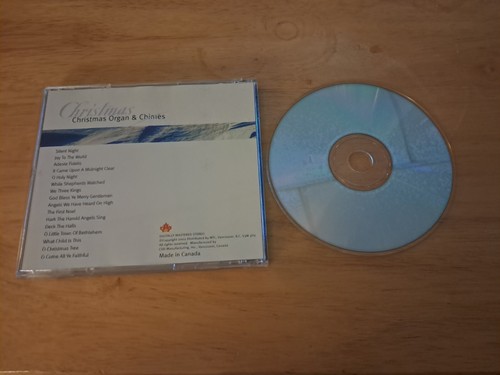 Christmas
Christmas Organ & Chimes
Silent Night
Joy To The World
Adeste Fidelis
It Came Upon A Midnight Clear
O Holy Night
While Shepherds Watched
We Three Kings
God Bless Ye Merry Gentlemen
Angels We Have Heard On High
The First Noel
Hark The Harold Angels Sing
Deck The Halls
O Little Town Of Bethlehem
What Child Is This
O Christmas Tree
O Come All Ye Faithful
Made in Canada